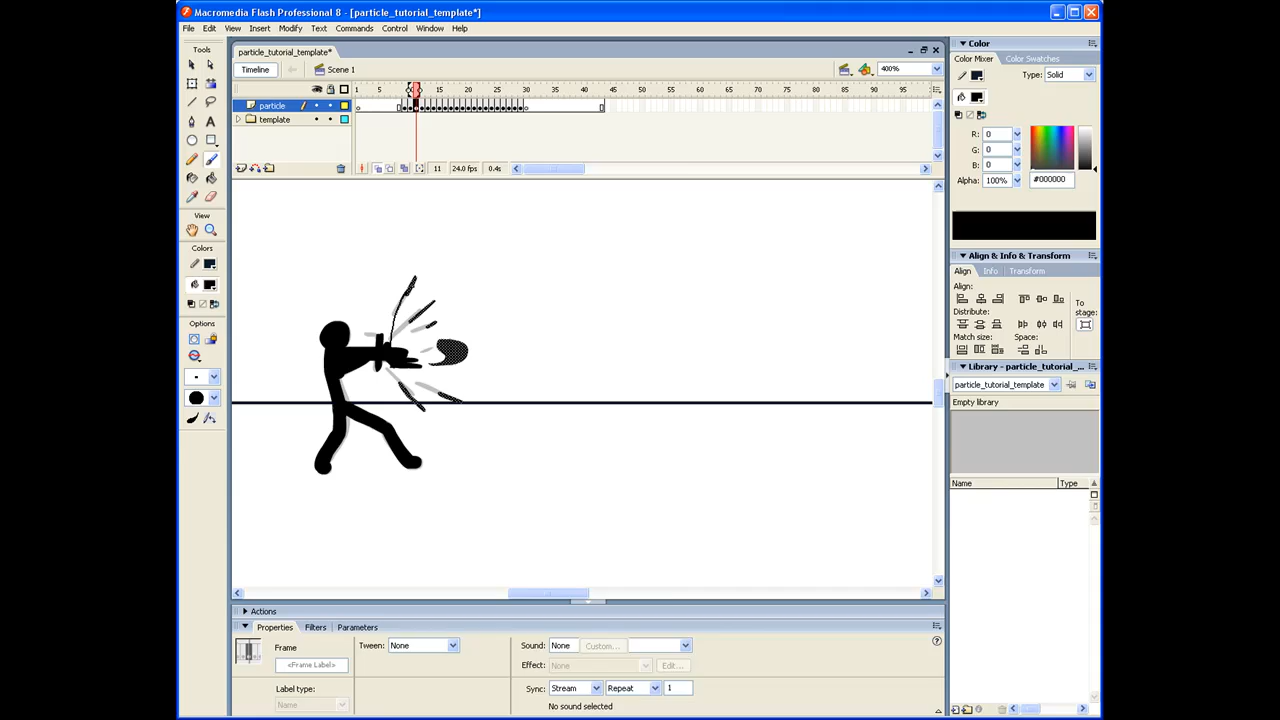 Macromedia Flash Professional 8 - [particle_tutorial_template*]
File Edit View Insert Modify Text Commands Control Window Help
Tools
particle_tutorial_template*
Timeline Scene 1 400%
1 5 15 20 25 30 35 40 45 50 55 60 65 70 75 80 85 90 95
particle
template
11 24.0 fps 0.4s
View
Colors
Options
Color
Color Mixer Color Swatches
Type: Solid
R: 0
G: 0
B: 0
Alpha: 100% #000000
Align & Info & Transform
Align Info Transform
Align:
Distribute:
To stage
Match size: Space:
Library - particle_tutorial_...
particle_tutorial_template
Empty library
Name Type
Actions
Properties Filters Parameters
Frame
<Frame Label>
Label type:
Name
Tween: None
Sound: None Custom...
Effect: None Edit...
Sync: Stream Repeat 1
No sound selected